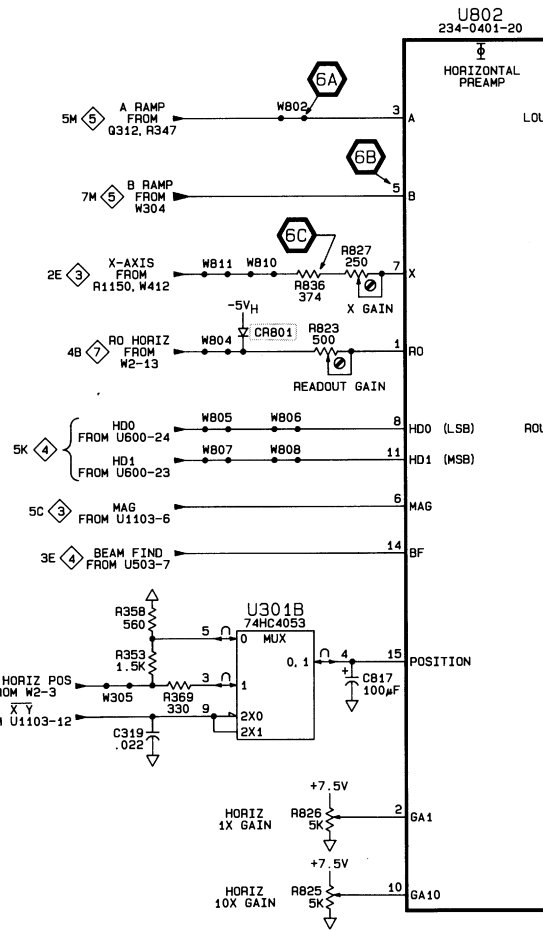 U802
234-0401-20
HORIZONTAL
PREAMP
6A
A RAMP
FROM
Q312, R347
5M 5
W802
3
A
LOU
6B
B RAMP
FROM
W304
7M 5
5
B
6C
X-AXIS
FROM
R1150, W412
2E 3
W811 W810
R836
374
R827
250
X GAIN
7
X
-5VH
CR801
RO HORIZ
FROM
W2-13
4B 7
W804
R823
500
READOUT GAIN
1
RO
5K 4
HD0
FROM U600-24
W805 W806
8
HD0 (LSB)
ROU
HD1
FROM U600-23
W807 W808
11
HD1 (MSB)
5C 3
MAG
FROM U1103-6
6
MAG
3E 4
BEAM FIND
FROM U503-7
14
BF
R358
560
R353
1.5K
U301B
74HC4053
5
0 MUX
0, 1
4
15
POSITION
C817
+
100µF
HORIZ POS
ROM W2-3
W305
R369
330
3
1
X Y
M U1103-12
9
2X0
2X1
C319
.022
+7.5V
HORIZ
1X GAIN
R826
5K
2
GA1
+7.5V
HORIZ
10X GAIN
R825
5K
10
GA10